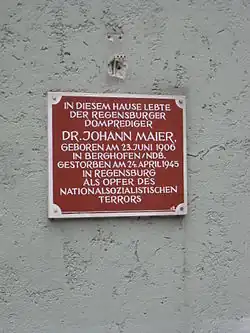 IN DIESEM HAUSE LEBTE
DER REGENSBURGER
DOMPREDIGER
DR. JOHANN MAIER,
GEBOREN AM 23. JUNI 1906
IN BERGHOFEN/NDB.
GESTORBEN AM 24. APRIL 1945
IN REGENSBURG
ALS OPFER DES
NATIONALSOZIALISTISCHEN
TERRORS